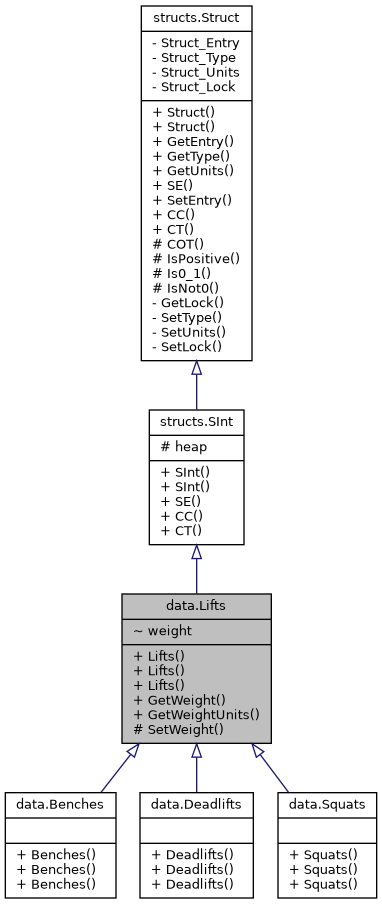 structs.Struct
- Struct_Entry
- Struct_Type
- Struct_Units
- Struct_Lock
+ Struct()
+ Struct()
+ GetEntry()
+ GetType()
+ GetUnits()
+ SE()
+ SetEntry()
+ CC()
+ CT()
# COT()
# IsPositive()
# Is0_1()
# IsNot0()
- GetLock()
- SetType()
- SetUnits()
- SetLock()
structs.SInt
# heap
+ SInt()
+ SInt()
+ SE()
+ CC()
+ CT()
data.Lifts
~ weight
+ Lifts()
+ Lifts()
+ Lifts()
+ GetWeight()
+ GetWeightUnits()
# SetWeight()
data.Benches
+ Benches()
+ Benches()
+ Benches()
data.Deadlifts
+ Deadlifts()
+ Deadlifts()
+ Deadlifts()
data.Squats
+ Squats()
+ Squats()
+ Squats()